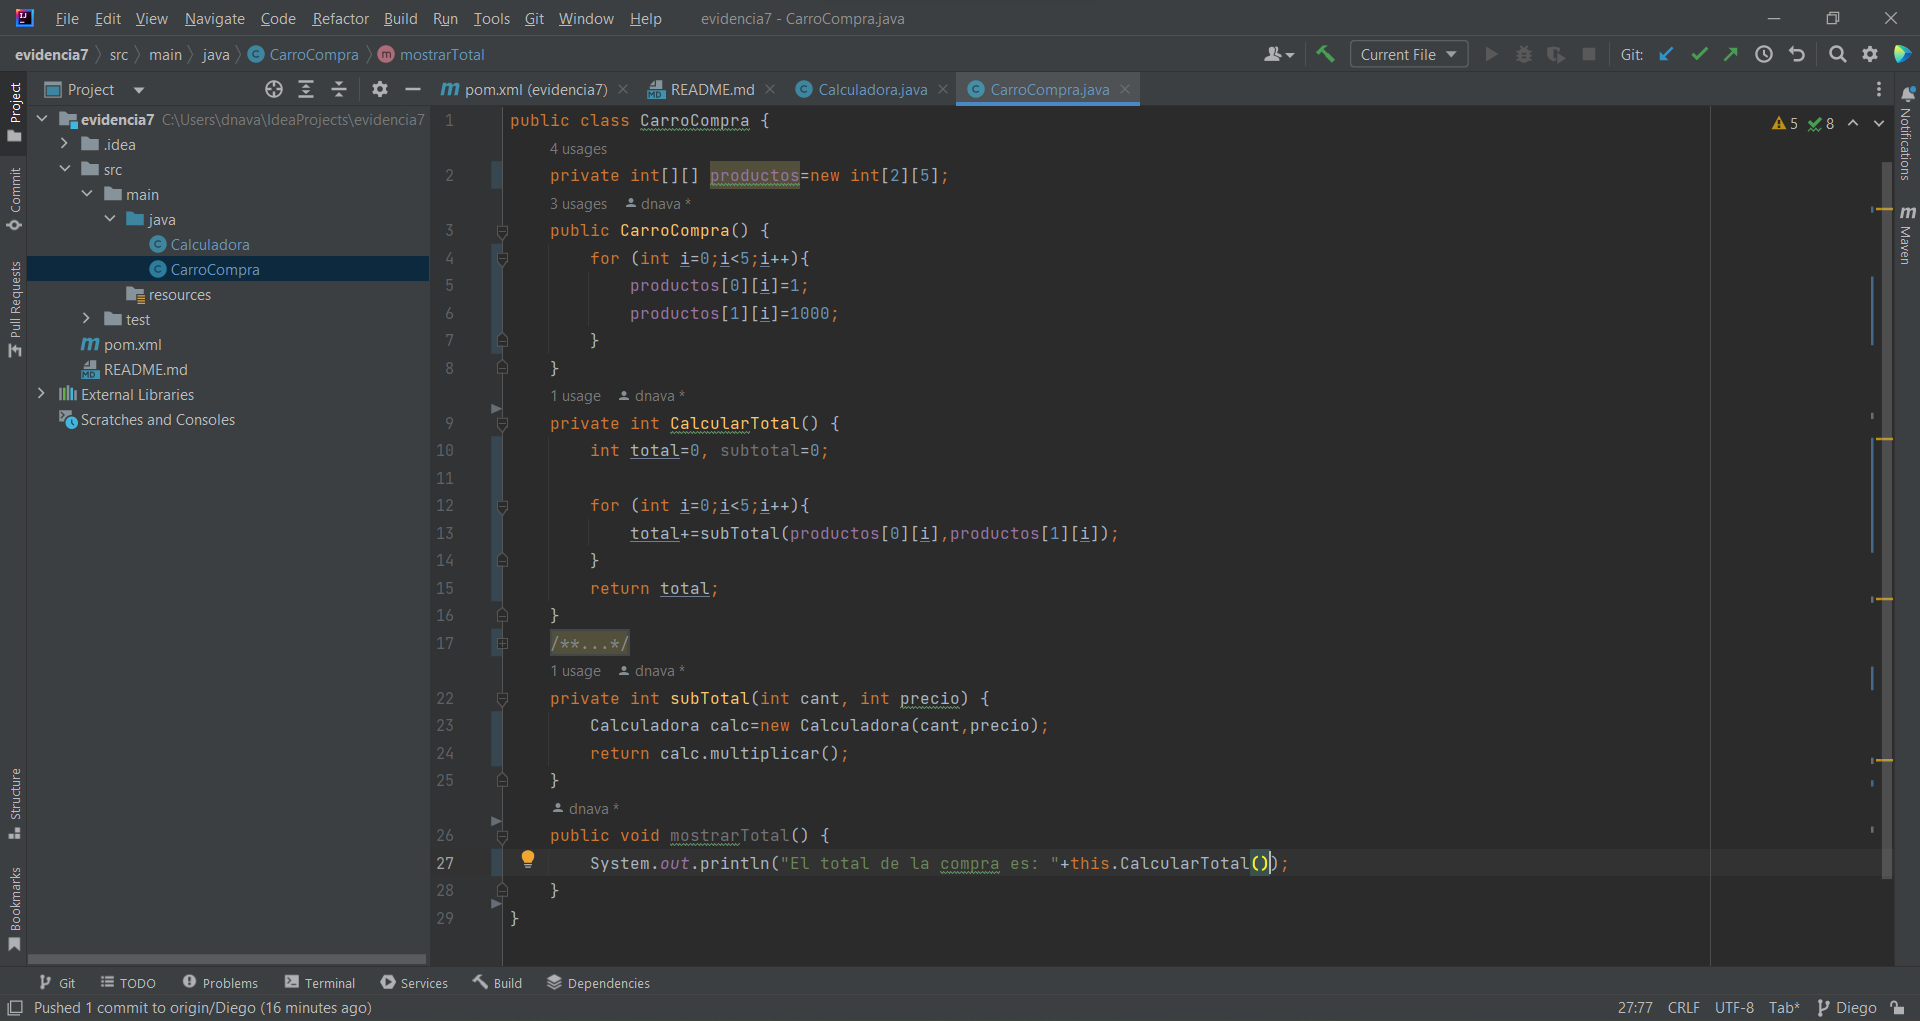 File Edit View Navigate Code Refactor Build Run Tools Git Window Help evidencia7 - CarroCompra.java
evidencia7 src main java CarroCompra mostrarTotal Current File Git:
Project pom.xml (evidencia7) README.md Calculadora.java CarroCompra.java
Project
Commit
Pull Requests
Structure
Bookmarks
evidencia7 C:\Users\dnava\IdeaProjects\evidencia7
.idea
src
main
java
Calculadora
CarroCompra
resources
test
pom.xml
README.md
External Libraries
Scratches and Consoles
5 8
1 public class CarroCompra {
4 usages
2 private int[][] productos=new int[2][5];
3 usages dnava *
3 public CarroCompra() {
4 for (int i=0;i<5;i++){
5 productos[0][i]=1;
6 productos[1][i]=1000;
7 }
8 }
1 usage dnava *
9 private int CalcularTotal() {
10 int total=0, subtotal=0;
11
12 for (int i=0;i<5;i++){
13 total+=subTotal(productos[0][i],productos[1][i]);
14 }
15 return total;
16 }
17 /**...*/
1 usage dnava *
22 private int subTotal(int cant, int precio) {
23 Calculadora calc=new Calculadora(cant,precio);
24 return calc.multiplicar();
25 }
dnava *
26 public void mostrarTotal() {
27 System.out.println("El total de la compra es: "+this.CalcularTotal());
28 }
29 }
Notifications
Maven
Git TODO Problems Terminal Services Build Dependencies
Pushed 1 commit to origin/Diego (16 minutes ago) 27:77 CRLF UTF-8 Tab* Diego